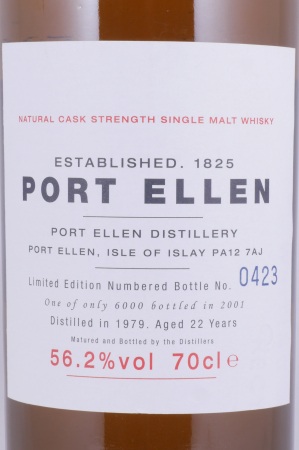 NATURAL CASK STRENGTH SINGLE MALT WHISKY
ESTABLISHED. 1825
PORT ELLEN
PORT ELLEN DISTILLERY
PORT ELLEN, ISLE OF ISLAY PA12 7AJ
Limited Edition Numbered Bottle No. 0423
One of only 6000 bottled in 2001
Distilled in 1979. Aged 22 Years
Matured and Bottled by the Distillers
56.2%vol 70cl e